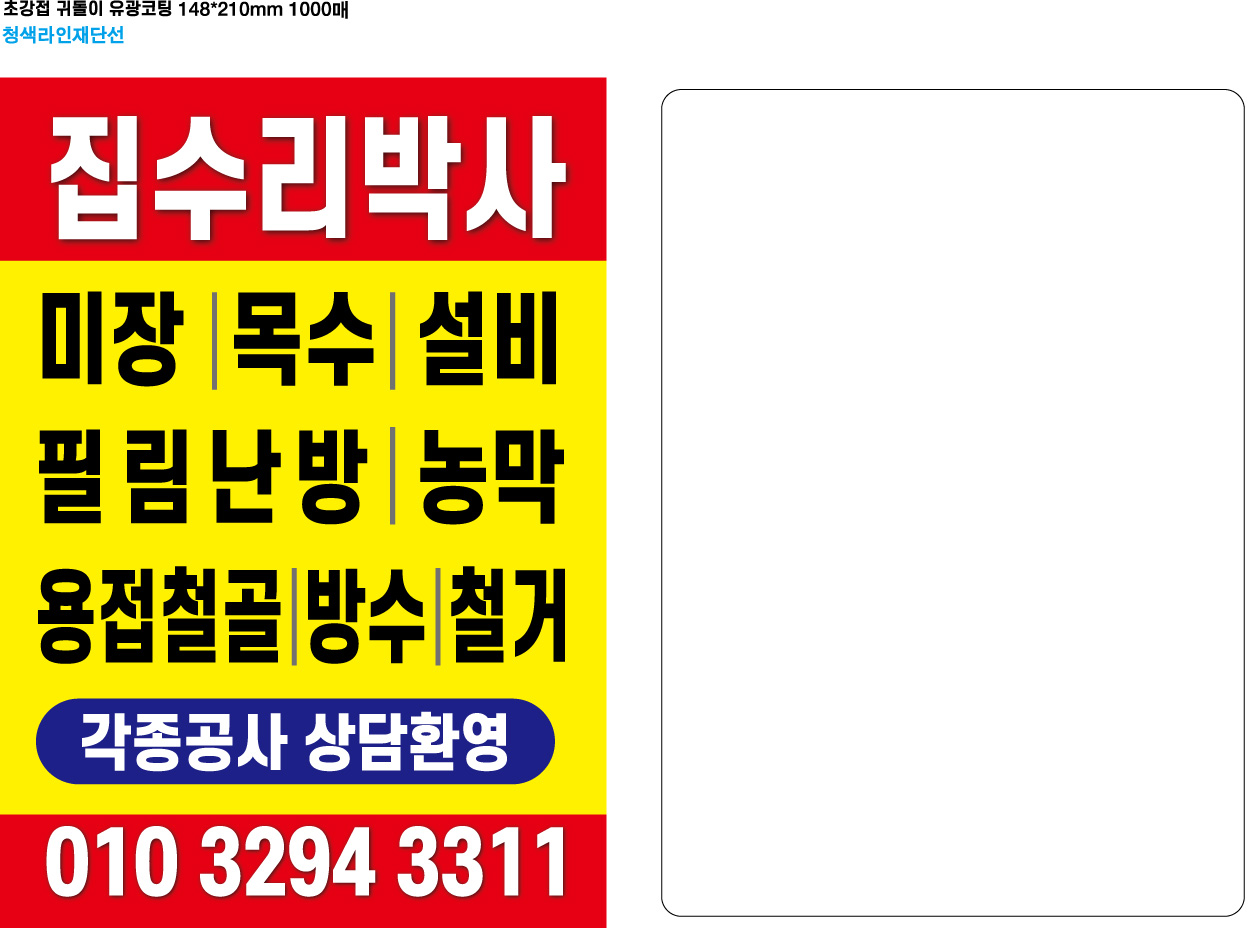 초강접 귀돌이 유광코팅 148*210mm 1000매
청색라인재단선
집수리박사
미장 | 목수 | 설비
필림난방 | 농막
용접철골 | 방수 | 철거
각종공사 상담환영
010 3294 3311